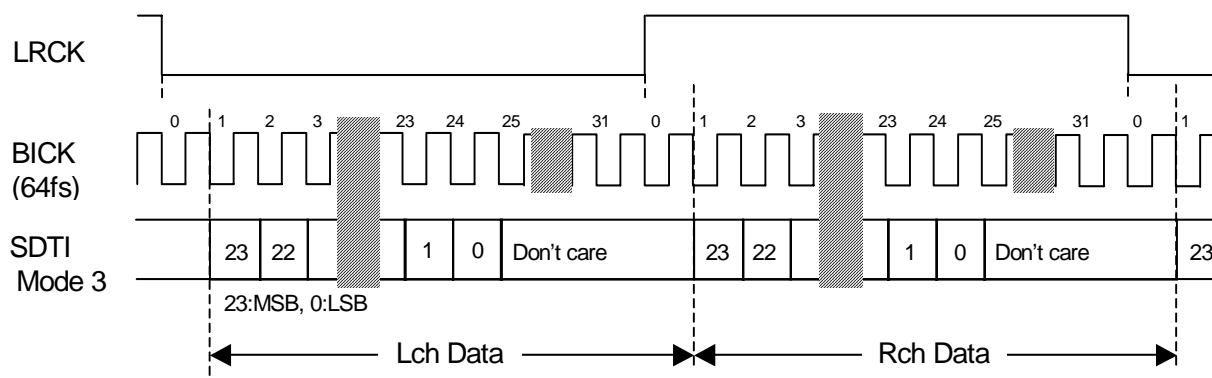 LRCK
0 1 2 3 23 24 25 31 0 1 2 3 23 24 25 31 0 1
BICK
(64fs)
SDTI
Mode 3
23 22 1 0 Don't care 23 22 1 0 Don't care 23
23:MSB, 0:LSB
Lch Data Rch Data